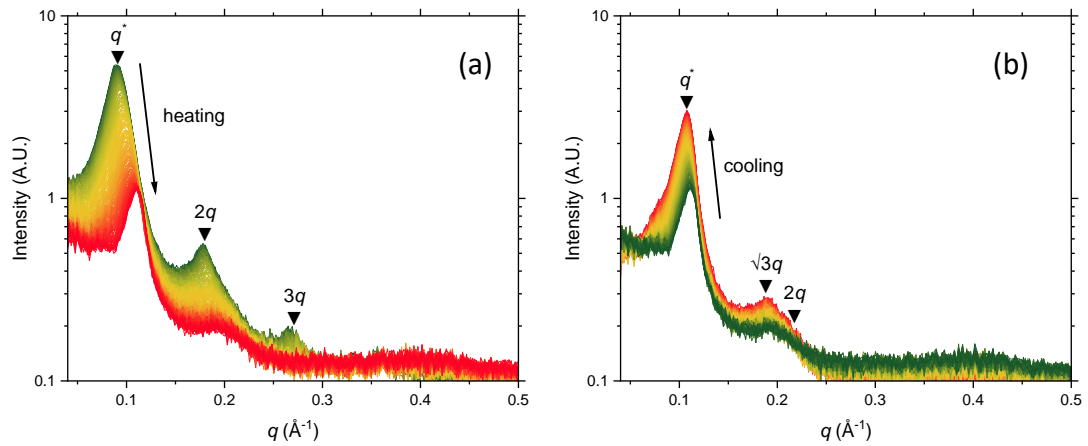 10
1
0.1
Intensity (A.U.)
q*
heating
2q
3q
(a)
0.1 0.2 0.3 0.4 0.5
q (Å⁻¹)
10
1
0.1
Intensity (A.U.)
q*
cooling
√3q
2q
(b)
0.1 0.2 0.3 0.4 0.5
q (Å⁻¹)